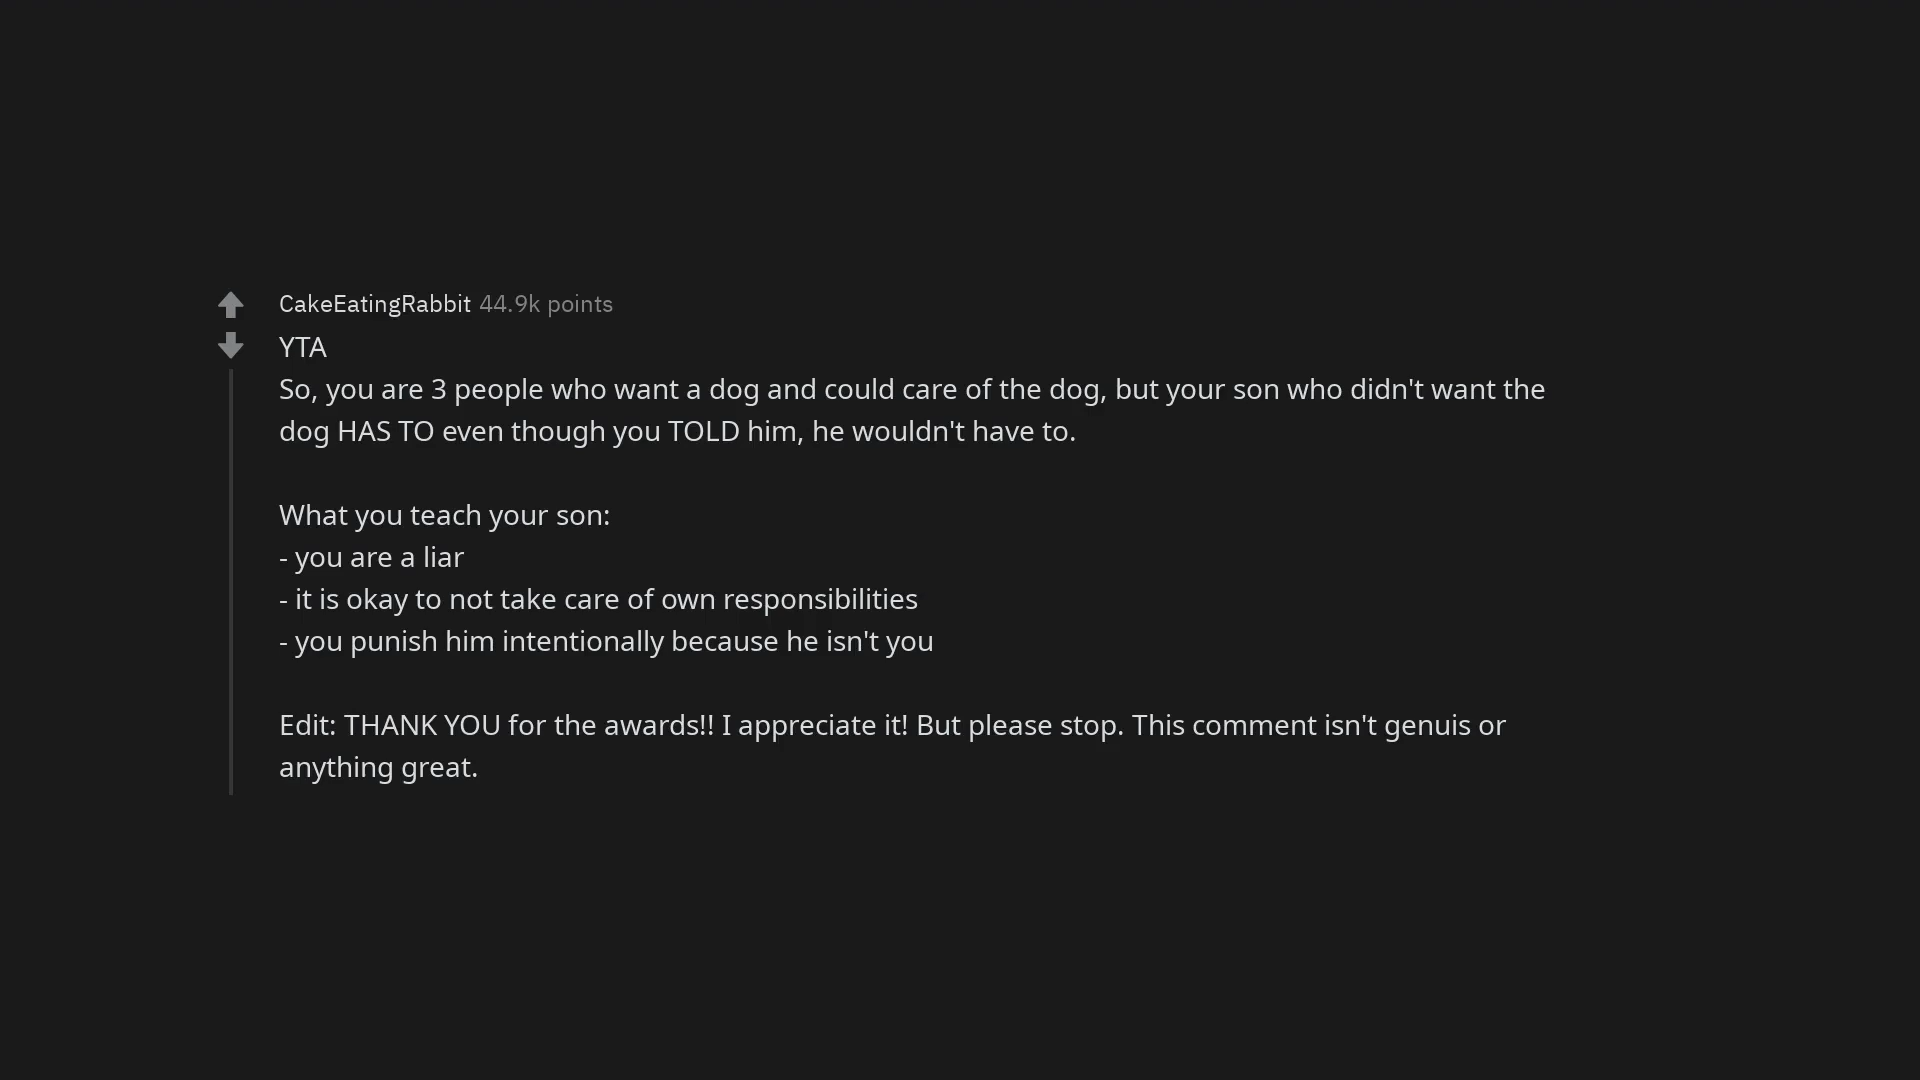 CakeEatingRabbit 44.9k points
YTA
So, you are 3 people who want a dog and could care of the dog, but your son who didn't want the
dog HAS TO even though you TOLD him, he wouldn't have to.
What you teach your son:
- you are a liar
- it is okay to not take care of own responsibilities
- you punish him intentionally because he isn't you
Edit: THANK YOU for the awards!! I appreciate it! But please stop. This comment isn't genuis or
anything great.